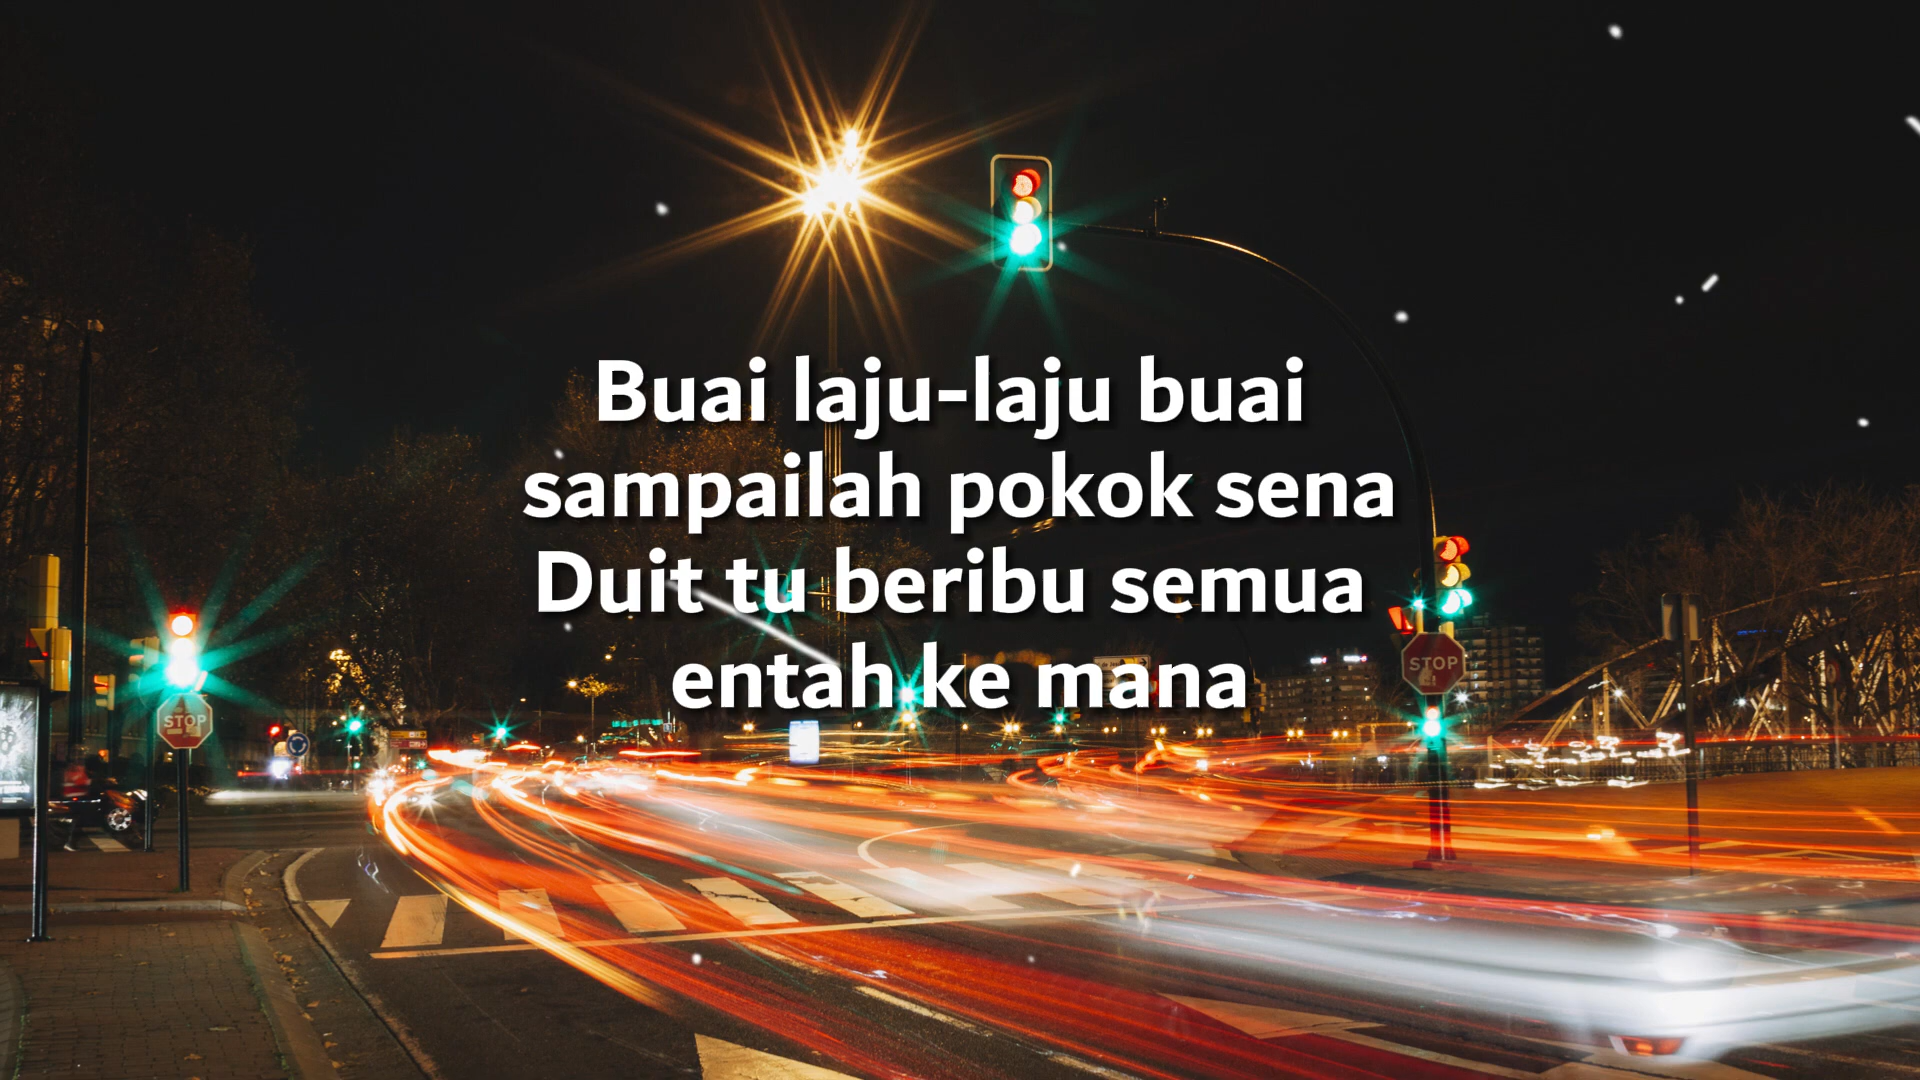 Buai laju-laju buai
sampailah pokok sena
Duit tu beribu semua
entah ke mana
STOP
STOP